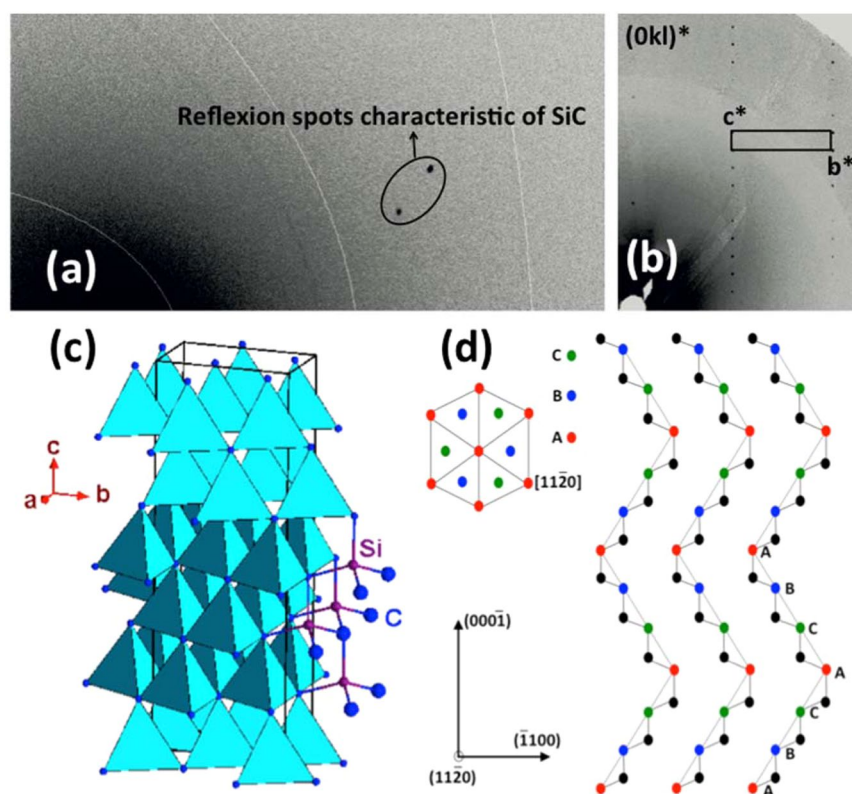 Reflexion spots characteristic of SiC
(a)
(0kl)*
c*
b*
(b)
(c)
c
a
b
Si
C
(d)
C
B
A
[112̄0]
(0001̄)
(1̄100)
(112̄0)
A
B
C
A
C
B
A